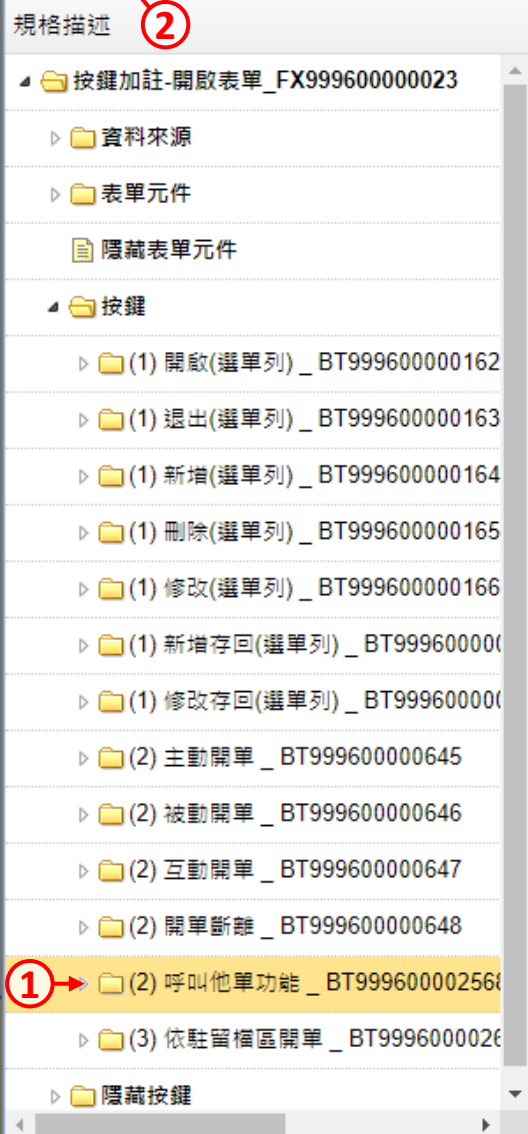 規格描述
2
按鍵加註-開啟表單_FX999600000023
資料來源
表單元件
隱藏表單元件
按鍵
(1) 開啟(選單列) _ BT999600000162
(1) 退出(選單列) _ BT999600000163
(1) 新增(選單列) _ BT999600000164
(1) 刪除(選單列) _ BT999600000165
(1) 修改(選單列) _ BT999600000166
(1) 新增存回(選單列) _ BT99960000
(1) 修改存回(選單列) _ BT99960000
(2) 主動開單 _ BT999600000645
(2) 被動開單 _ BT999600000646
(2) 互動開單 _ BT999600000647
(2) 開單斷離 _ BT999600000648
1 (2) 呼叫他單功能 _ BT999600002568
(3) 依駐留檔區開單 _ BT9996000026
隱藏按鍵